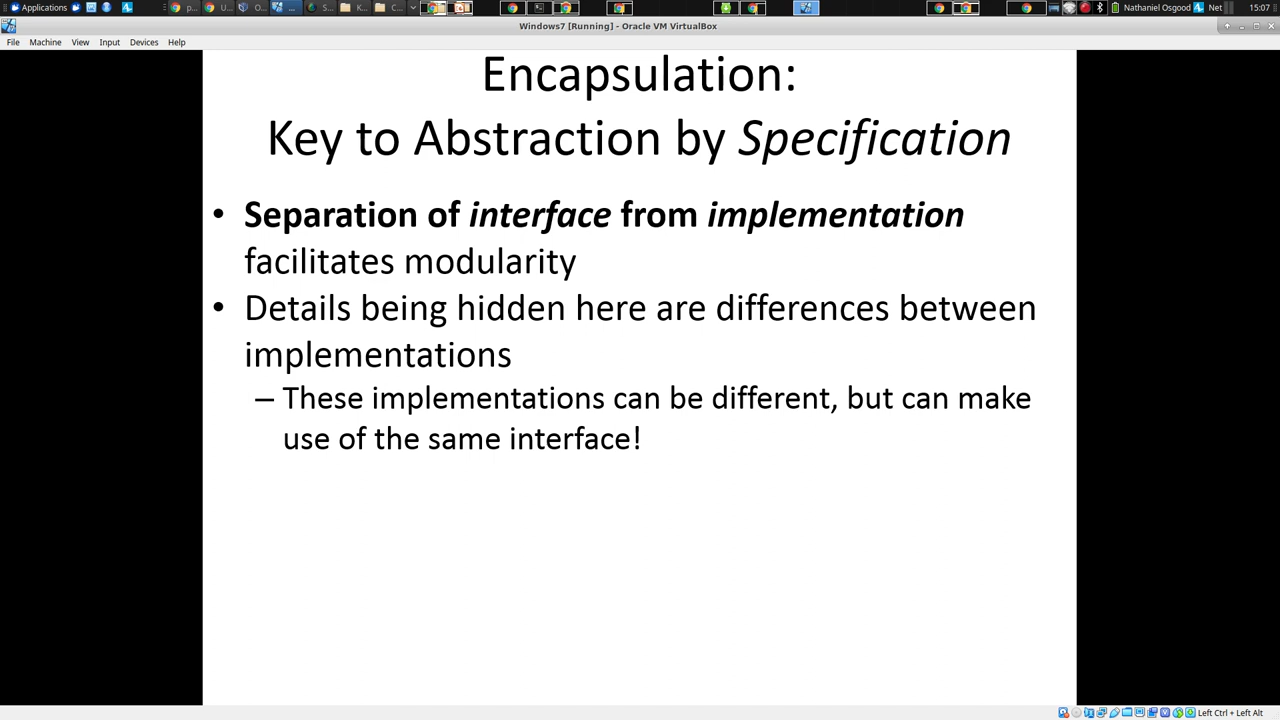 Applications
p...
U...
O...
...
S...
K...
C...
Nathaniel Osgood
Net
15:07
Windows7 [Running] - Oracle VM VirtualBox
File Machine View Input Devices Help
Encapsulation:
Key to Abstraction by Specification
• Separation of interface from implementation
facilitates modularity
• Details being hidden here are differences between
implementations
– These implementations can be different, but can make
use of the same interface!
Left Ctrl + Left Alt